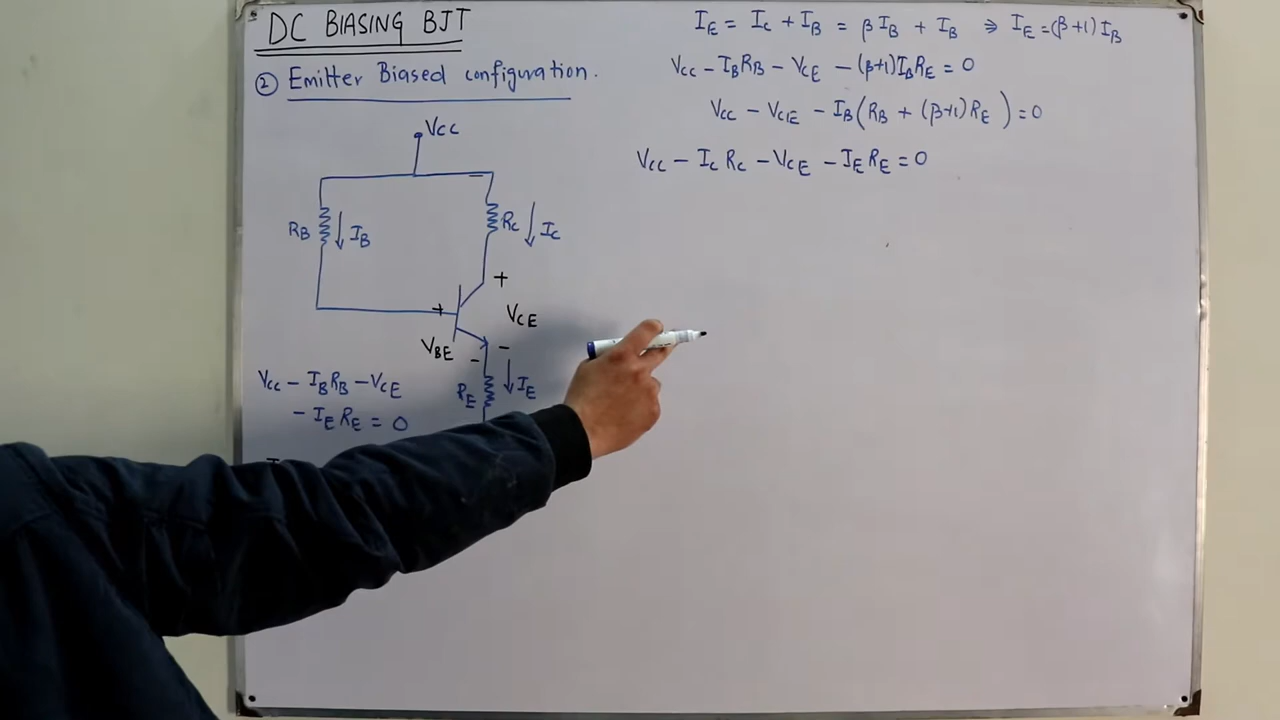 DC BIASING BJT
② Emitter Biased configuration.
VCC
RB
IB
RC
IC
+
+
VCE
VBE
-
-
RE
IE
VCC - IBRB - VCE
- IERE = 0
IE = IC + IB = βIB + IB ⇒ IE = (β+1)IB
VCC - IBRB - VCE - (β+1)IBRE = 0
VCC - VCE - IB(RB + (β+1)RE) = 0
VCC - ICRC - VCE - IERE = 0